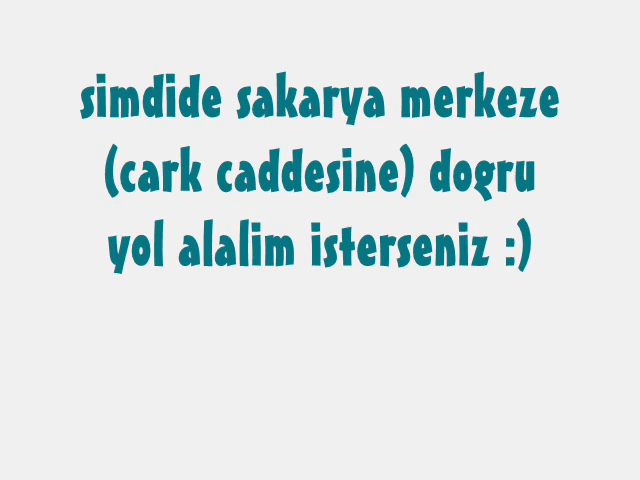 simdide sakarya merkeze
(cark caddesine) dogru
yol alalim isterseniz :)